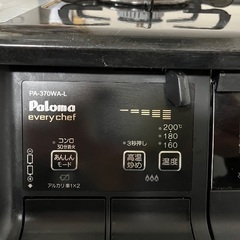 PA-370WA-L
Paloma
every chef
200℃
180
160
コンロ
30分消火
3秒押し
あんしん
モード
高温
炒め
温度
アルカリ単1×2